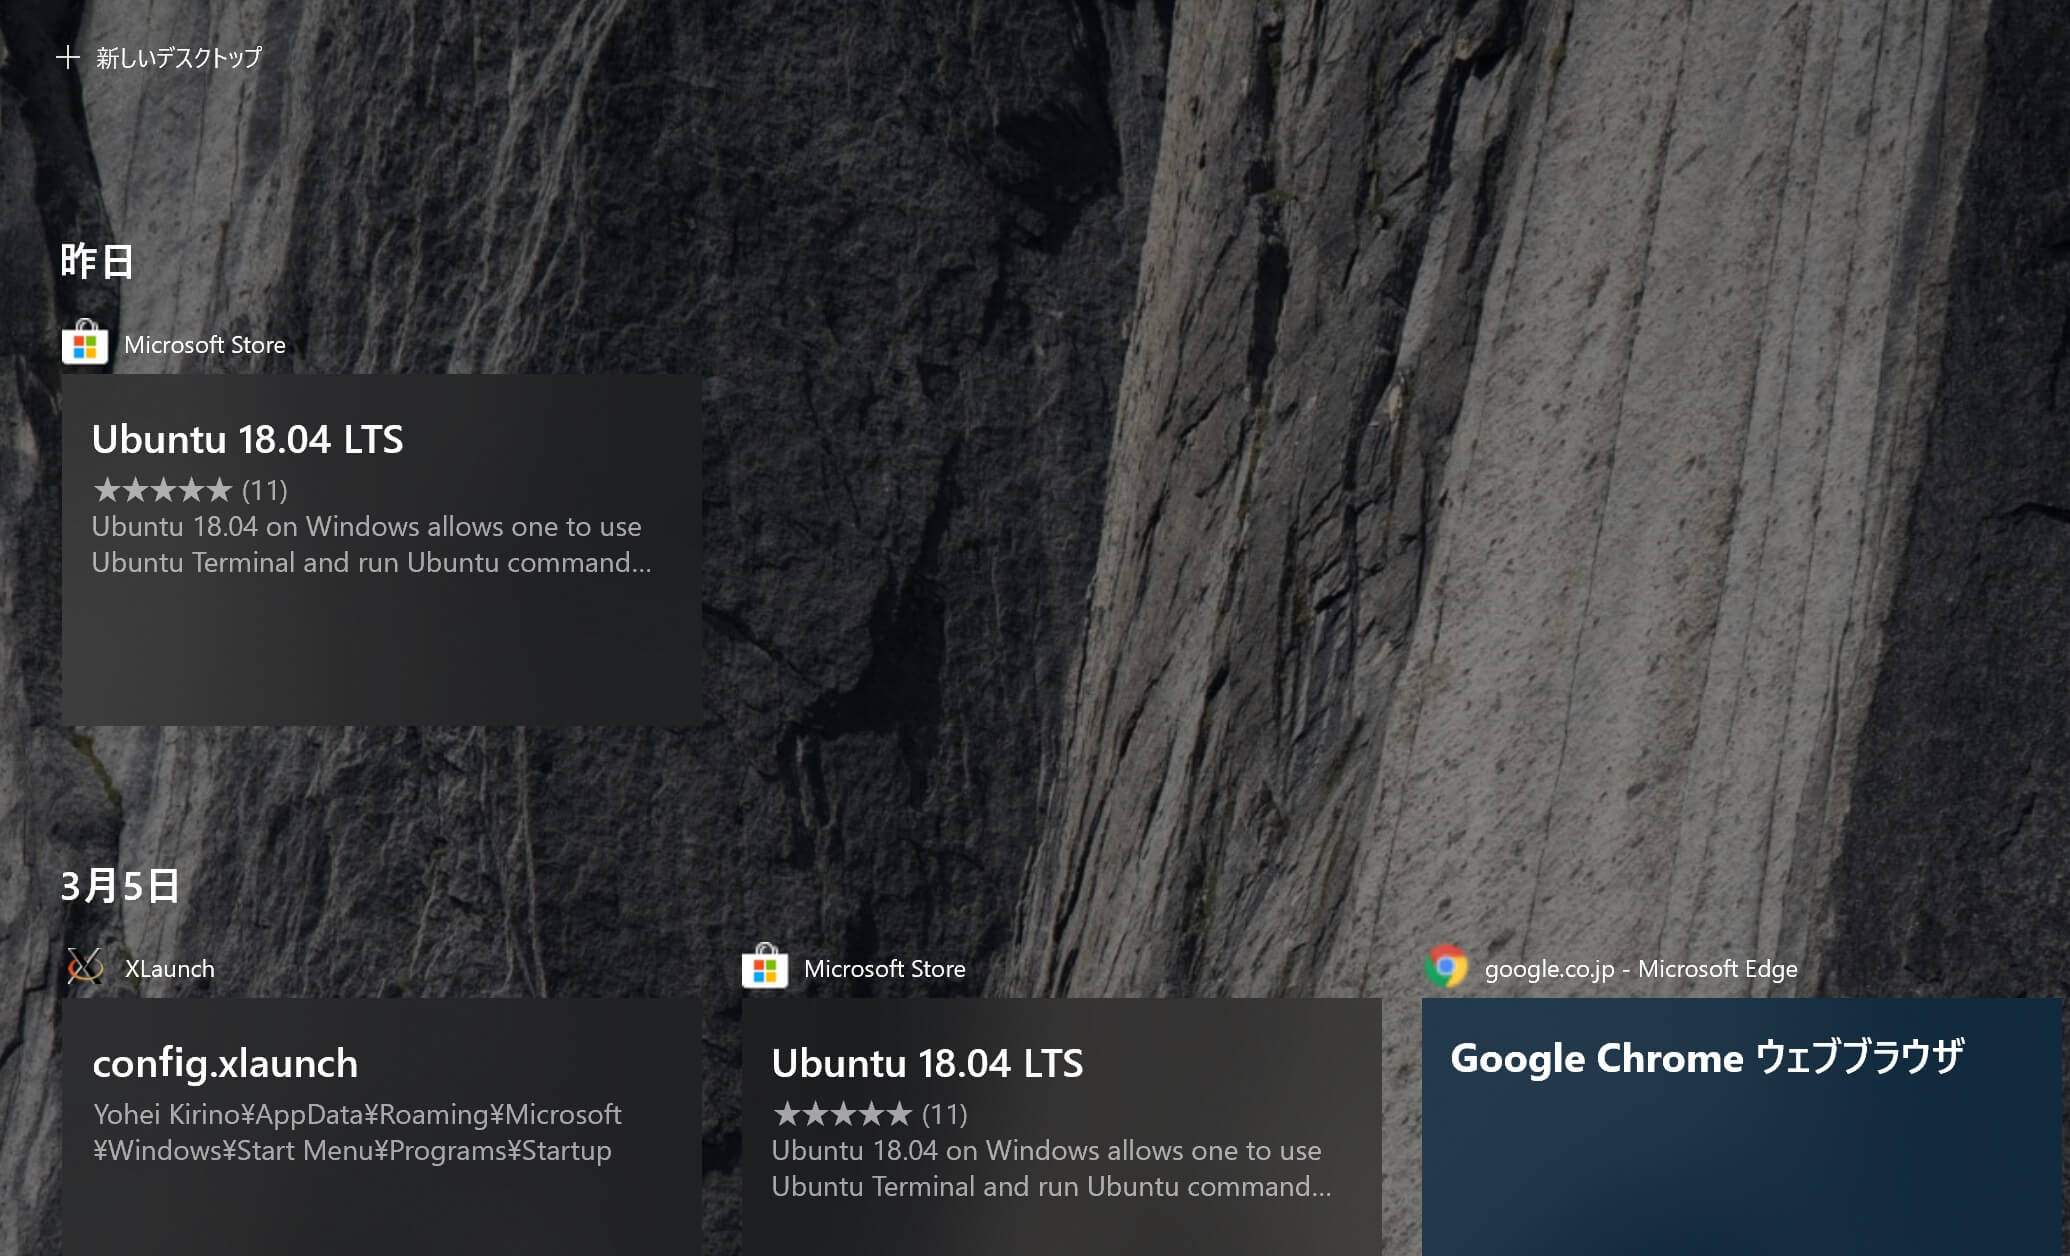 新しいデスクトップ
昨日
Microsoft Store
Ubuntu 18.04 LTS
★★★★★ (11)
Ubuntu 18.04 on Windows allows one to use
Ubuntu Terminal and run Ubuntu command...
3月5日
XLaunch
config.xlaunch
Yohei Kirino¥AppData¥Roaming¥Microsoft
¥Windows¥Start Menu¥Programs¥Startup
Microsoft Store
Ubuntu 18.04 LTS
★★★★★ (11)
Ubuntu 18.04 on Windows allows one to use
Ubuntu Terminal and run Ubuntu command...
google.co.jp - Microsoft Edge
Google Chrome ウェブブラウザ